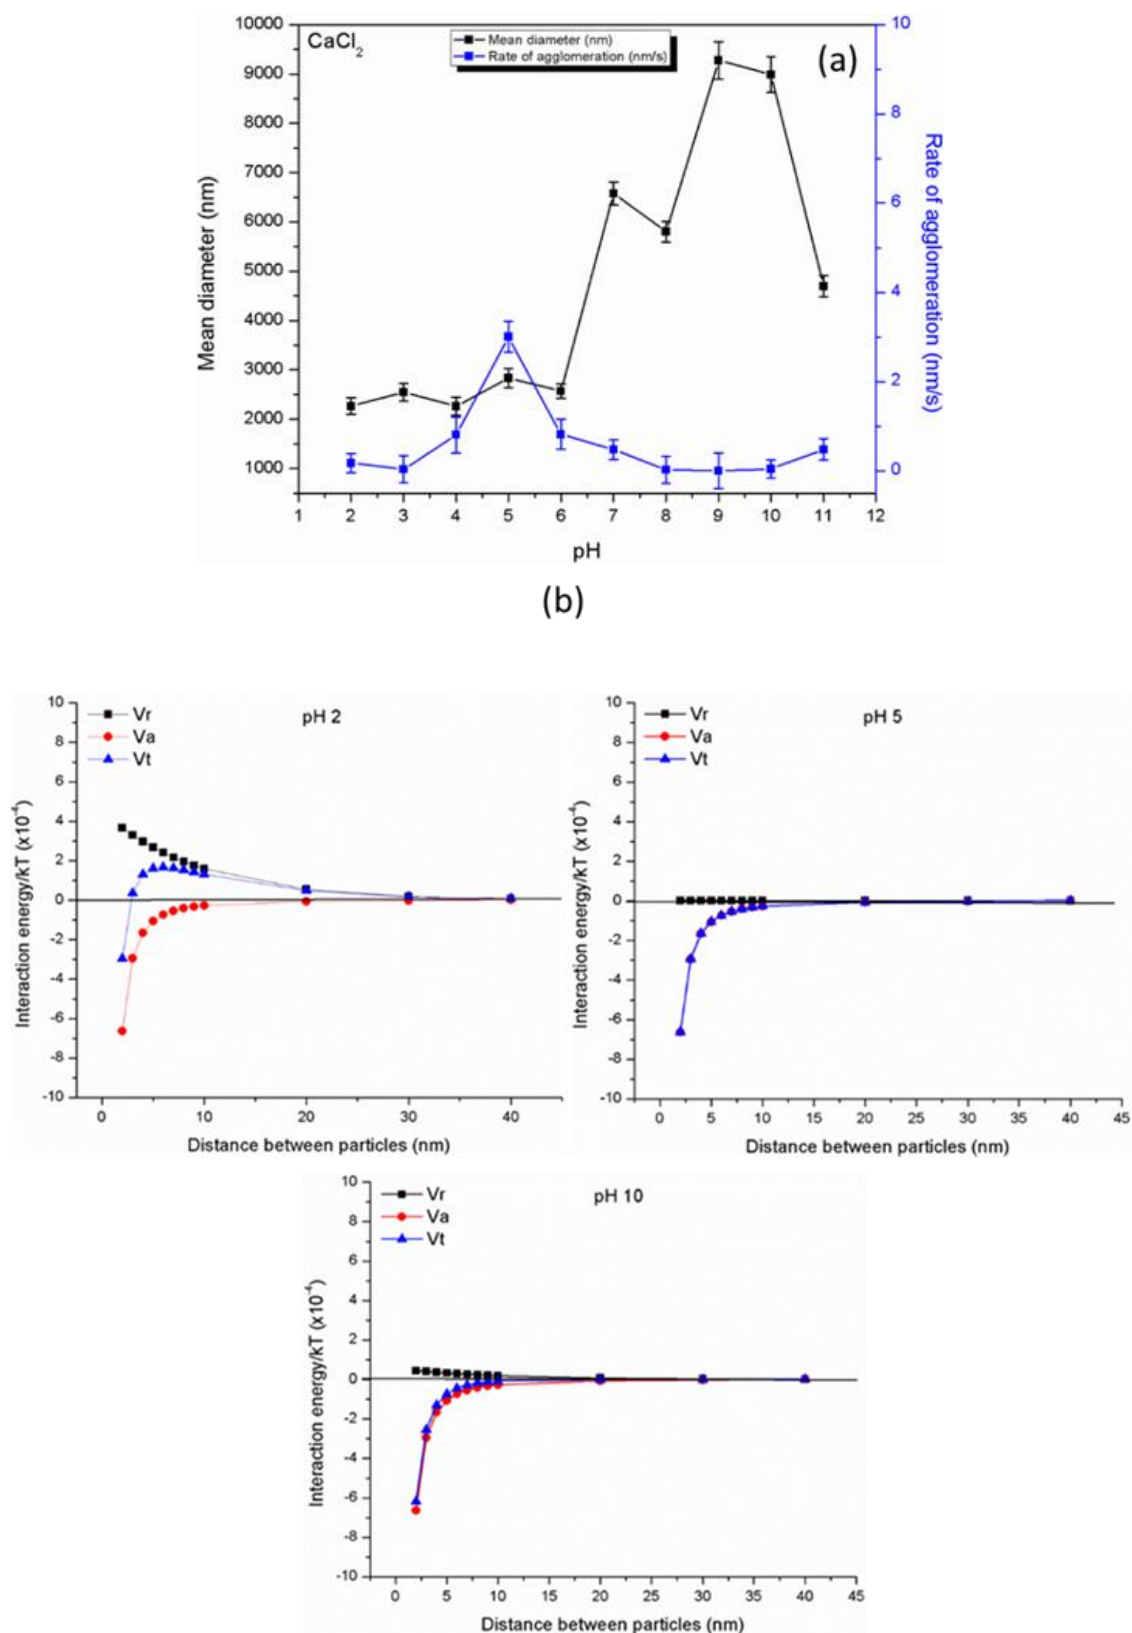 CaCl₂
Mean diameter (nm)
Rate of agglomeration (nm/s)
(a)
10000
9000
8000
7000
6000
5000
4000
3000
2000
1000
Mean diameter (nm)
10
8
6
4
2
0
Rate of agglomeration (nm/s)
1 2 3 4 5 6 7 8 9 10 11 12
pH
(b)
Vr
Va
Vt
pH 2
10
8
6
4
2
0
-2
-4
-6
-8
-10
Interaction energy/kT (x10⁻⁴)
0 10 20 30 40
Distance between particles (nm)
Vr
Va
Vt
pH 5
10
8
6
4
2
0
-2
-4
-6
-8
-10
Interaction energy/kT (x10⁻⁴)
0 5 10 15 20 25 30 35 40 45
Distance between particles (nm)
Vr
Va
Vt
pH 10
10
8
6
4
2
0
-2
-4
-6
-8
-10
Interaction energy/kT (x10⁻⁴)
0 5 10 15 20 25 30 35 40 45
Distance between particles (nm)